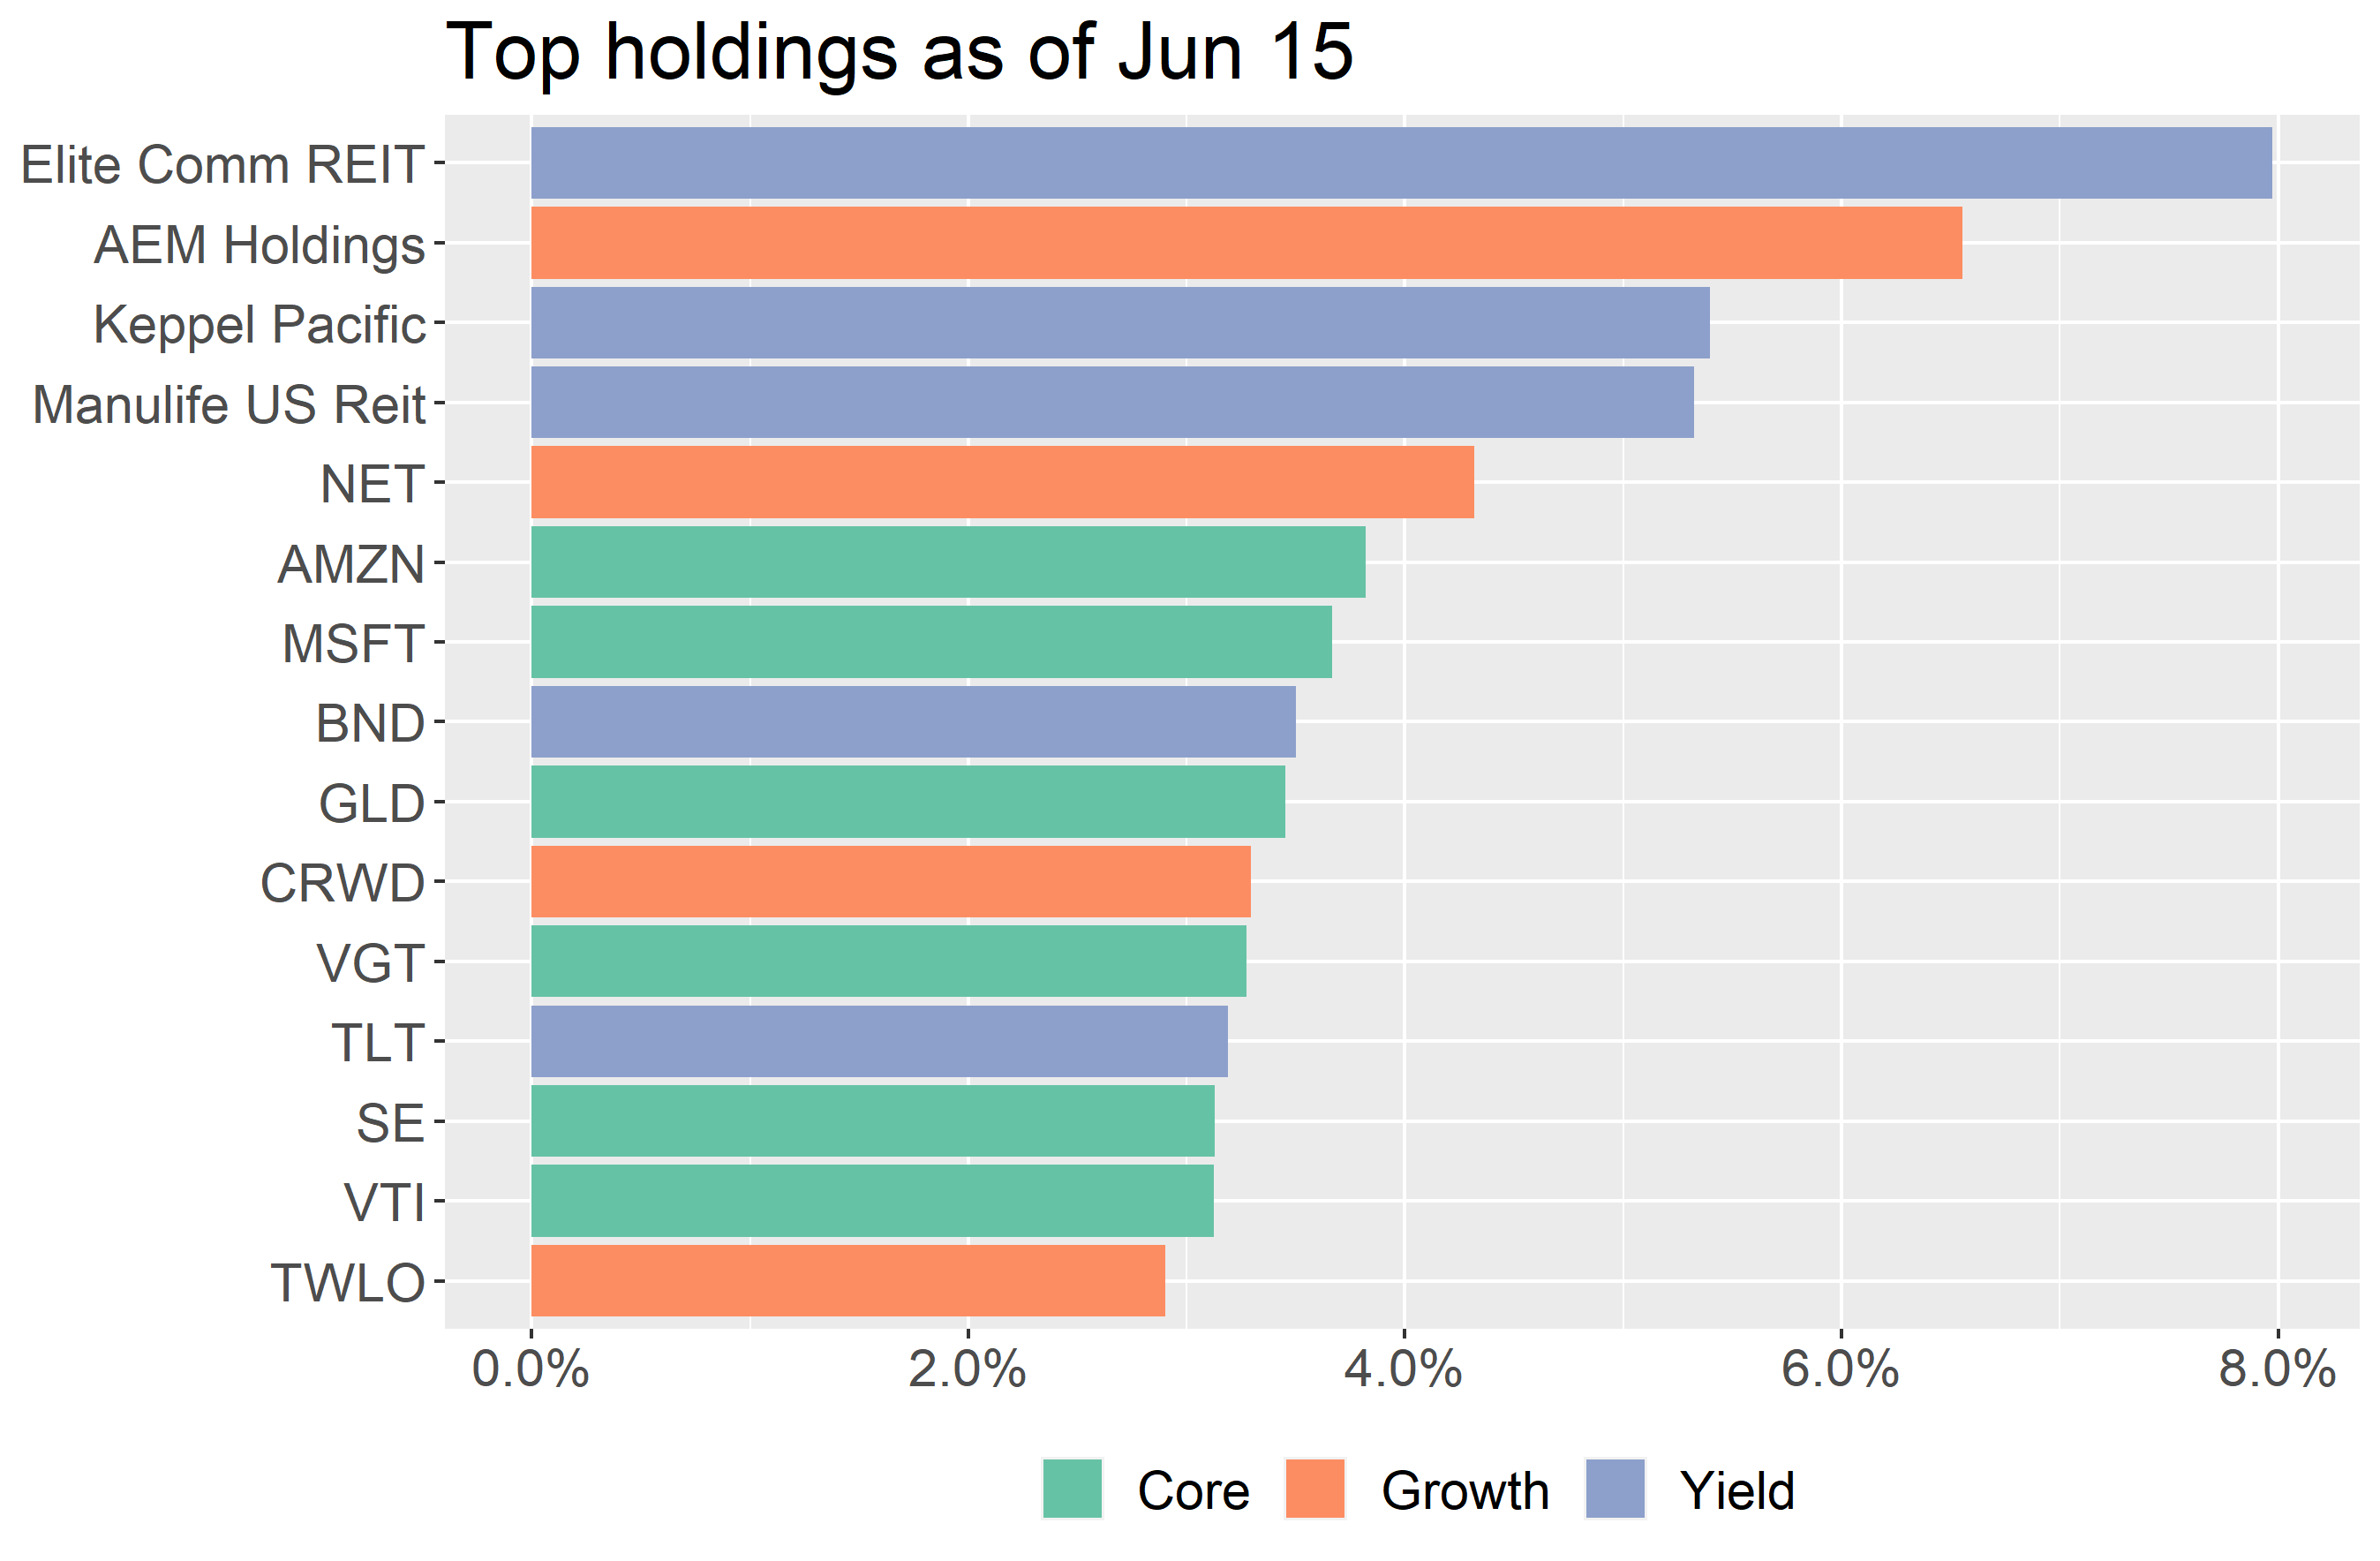 Top holdings as of Jun 15
Elite Comm REIT
AEM Holdings
Keppel Pacific
Manulife US Reit
NET
AMZN
MSFT
BND
GLD
CRWD
VGT
TLT
SE
VTI
TWLO
0.0% 2.0% 4.0% 6.0% 8.0%
Core Growth Yield